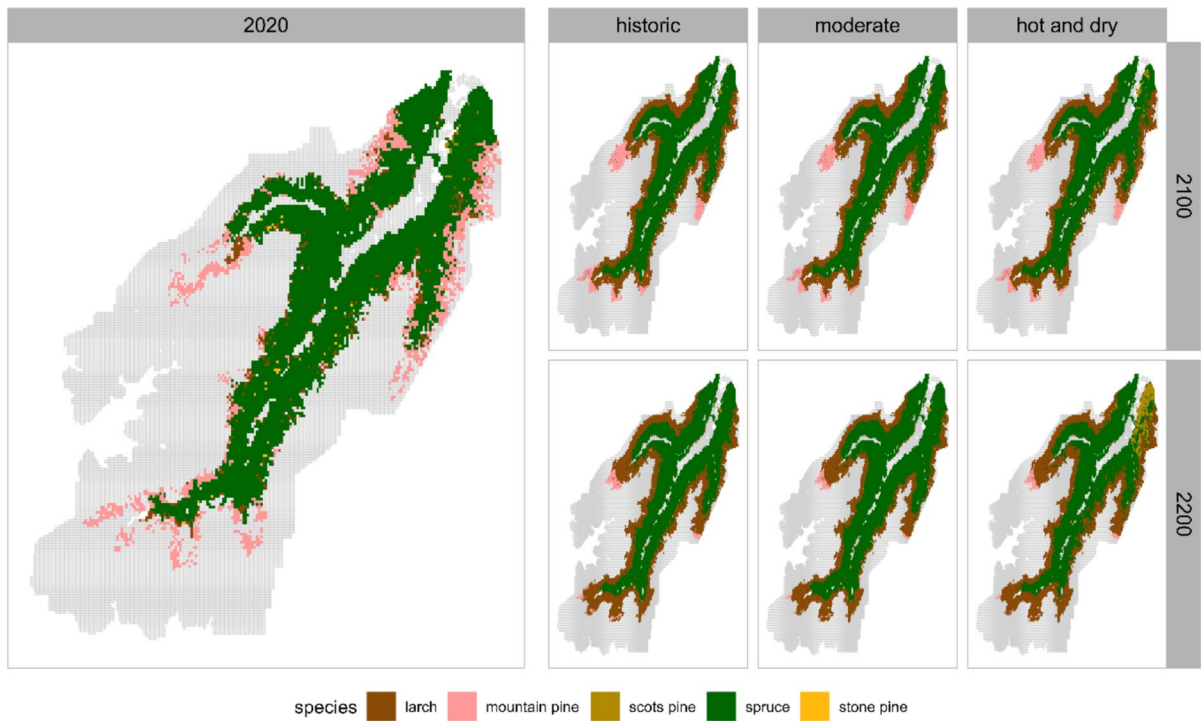 2020
historic
moderate
hot and dry
2100
2200
species larch mountain pine scots pine spruce stone pine